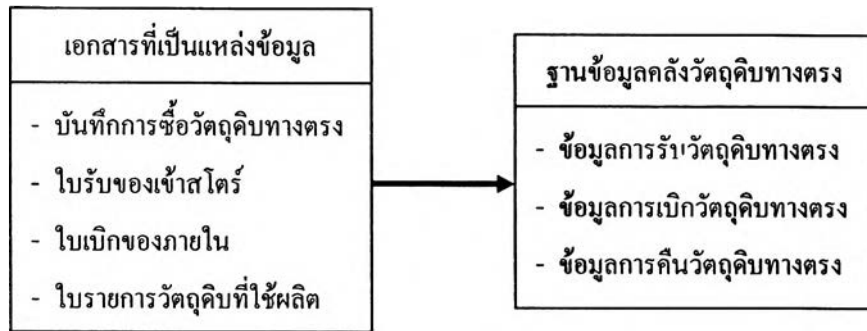 เอกสารที่เป็นแหล่งข้อมูล
- บันทึกการซื้อวัตถุดิบทางตรง
- ใบรับของเข้าสโตร์
- ใบเบิกของภายใน
- ใบรายการวัตถุดิบที่ใช้ผลิต
ฐานข้อมูลคลังวัตถุดิบทางตรง
- ข้อมูลการรับวัตถุดิบทางตรง
- ข้อมูลการเบิกวัตถุดิบทางตรง
- ข้อมูลการคืนวัตถุดิบทางตรง